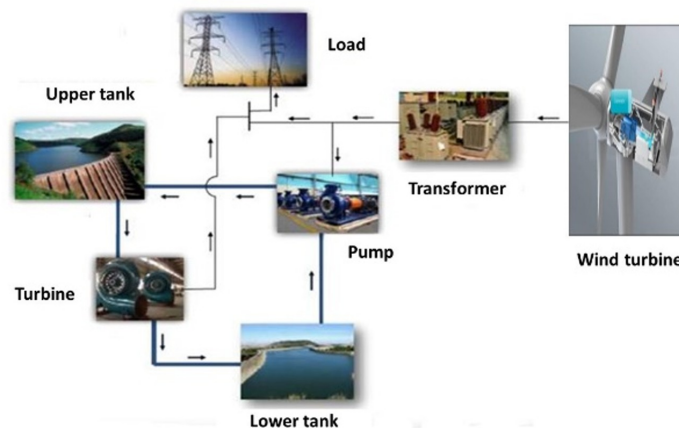 Load
Upper tank
Transformer
Pump
Wind turbine
Turbine
Lower tank